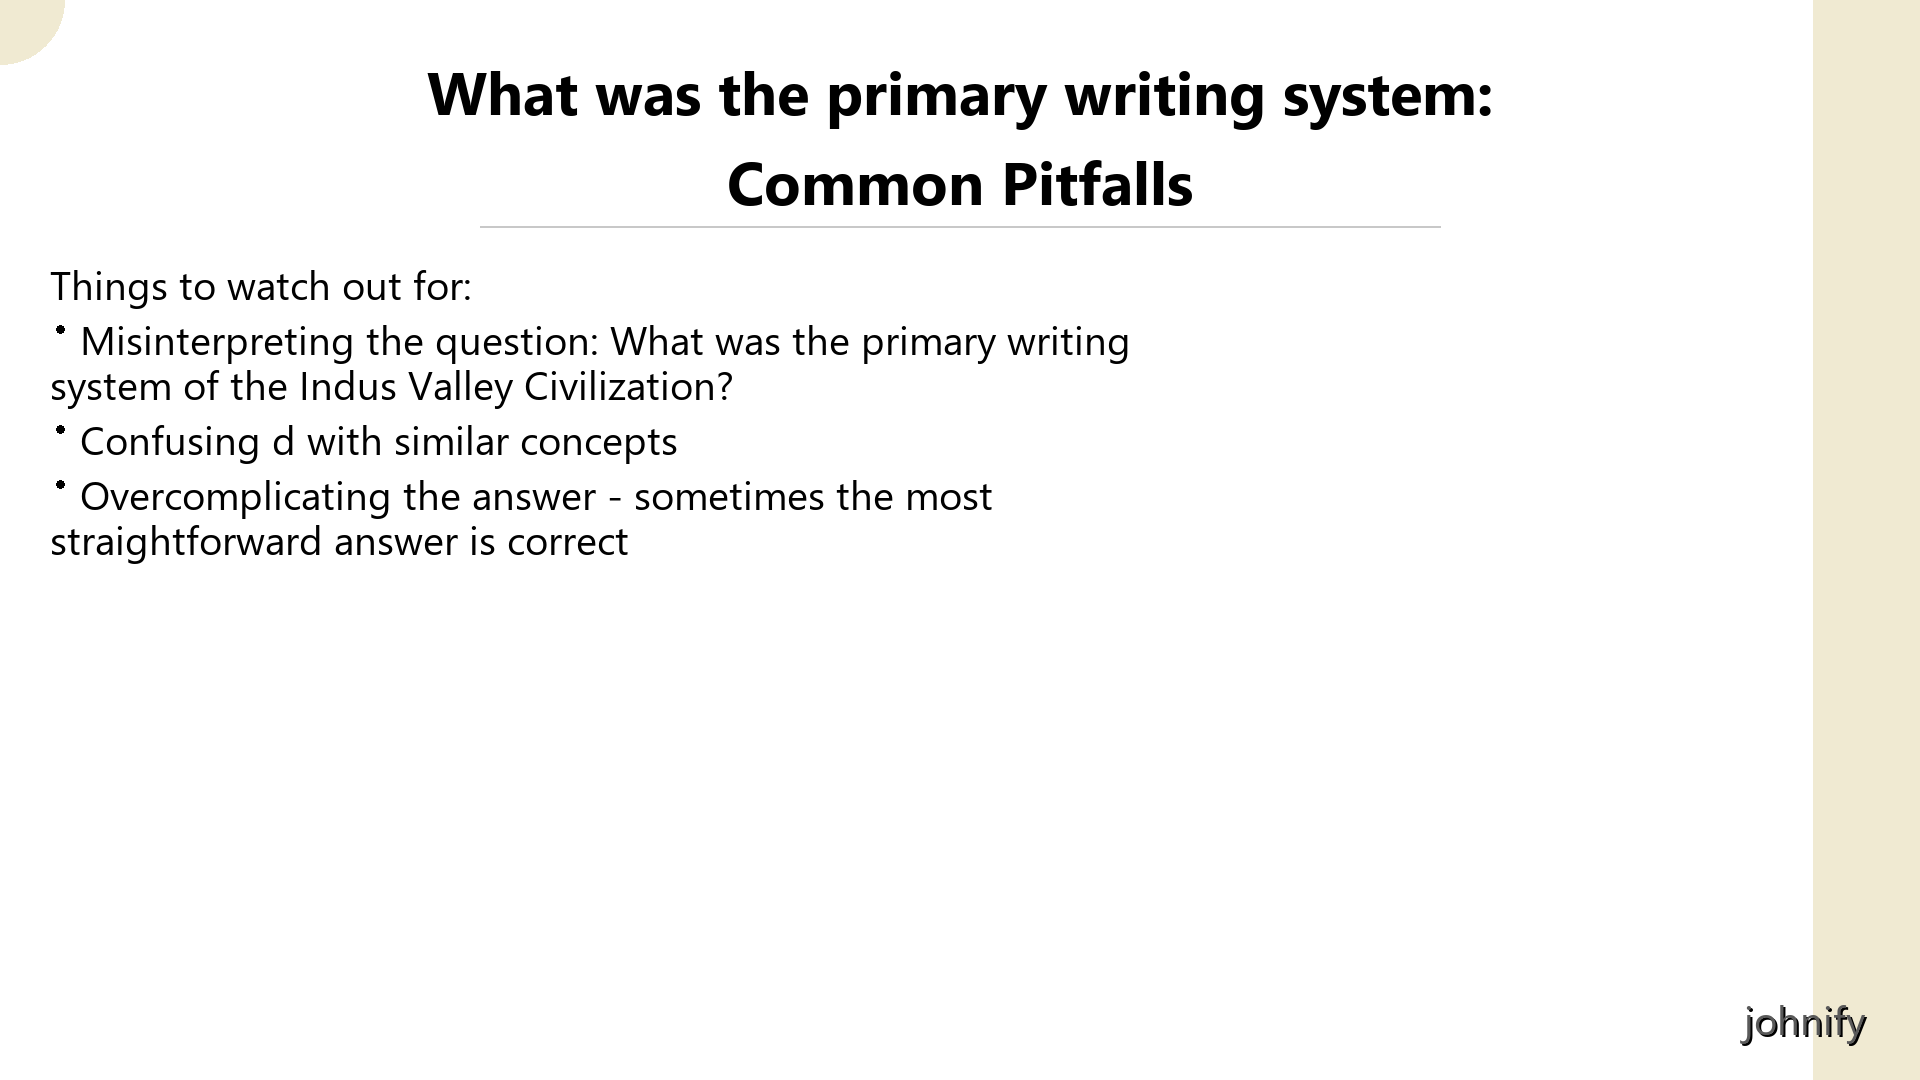 What was the primary writing system:
Common Pitfalls
Things to watch out for:
• Misinterpreting the question: What was the primary writing
system of the Indus Valley Civilization?
• Confusing d with similar concepts
• Overcomplicating the answer - sometimes the most
straightforward answer is correct
johnify